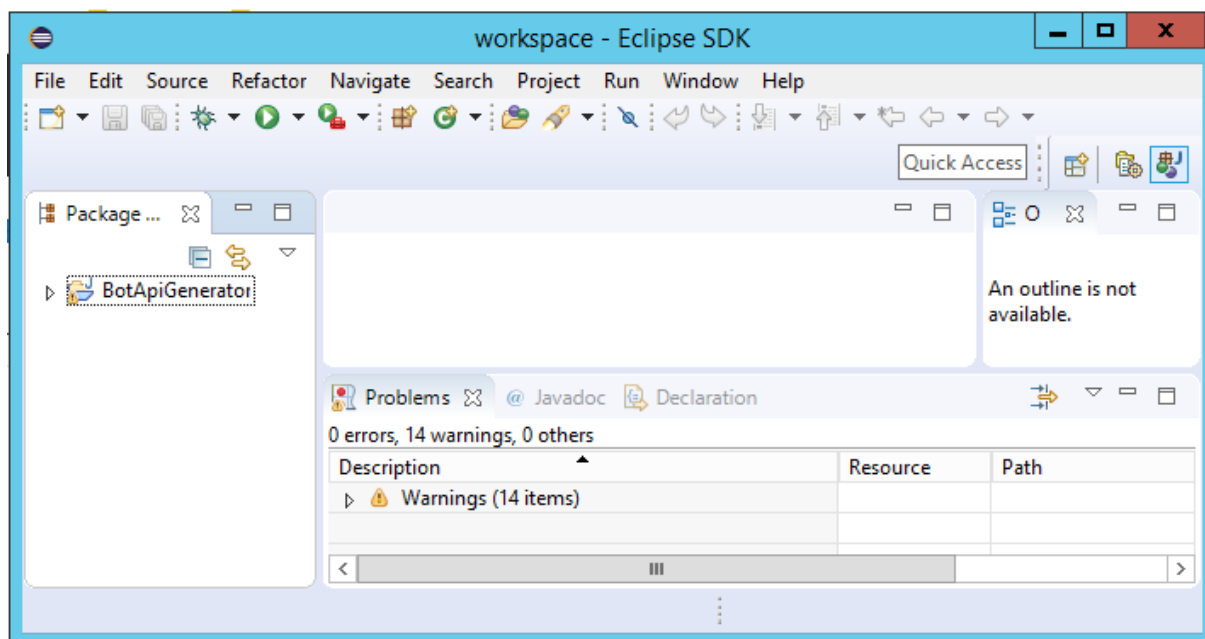 workspace - Eclipse SDK
File Edit Source Refactor Navigate Search Project Run Window Help
Quick Access
Package ...
O
BotApiGenerator
An outline is not
available.
Problems @ Javadoc Declaration
0 errors, 14 warnings, 0 others
Description Resource Path
Warnings (14 items)